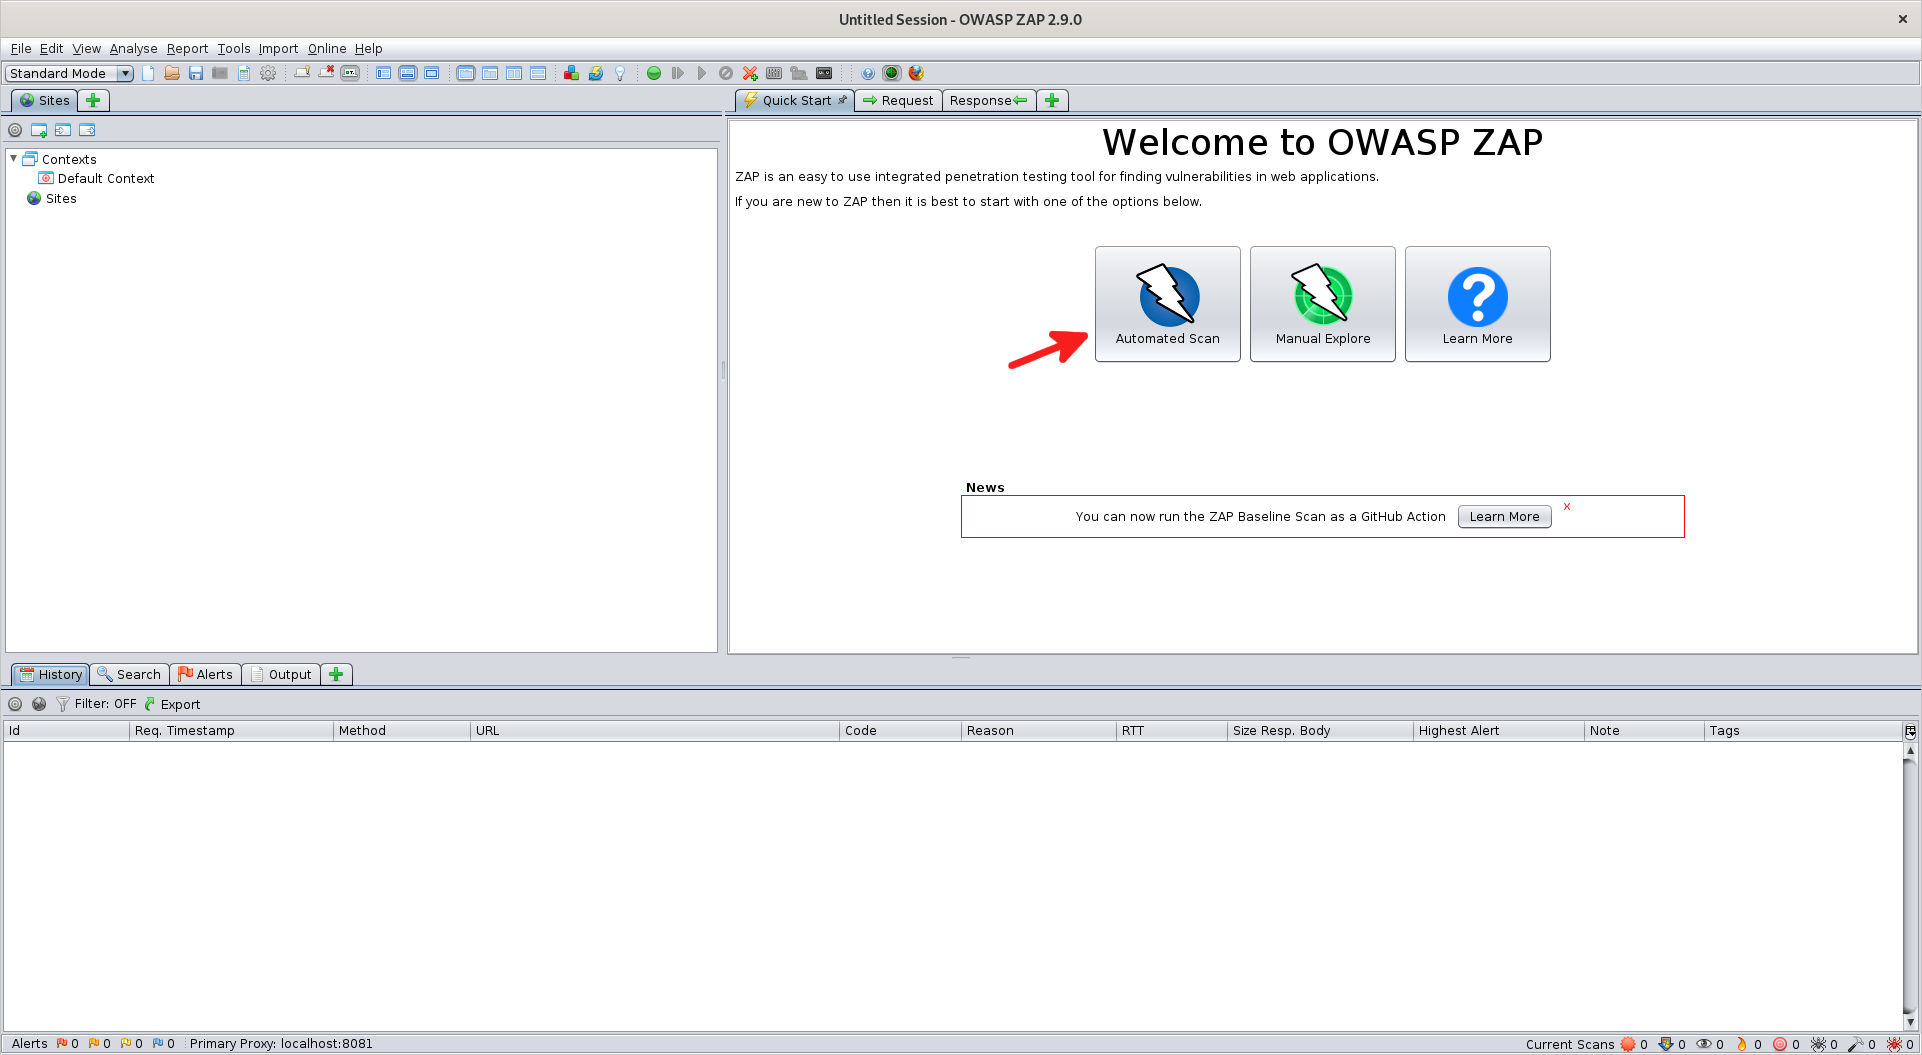 Untitled Session - OWASP ZAP 2.9.0
File Edit View Analyse Report Tools Import Online Help
Standard Mode
Sites
Quick Start Request Response
Contexts
Default Context
Sites
Welcome to OWASP ZAP
ZAP is an easy to use integrated penetration testing tool for finding vulnerabilities in web applications.
If you are new to ZAP then it is best to start with one of the options below.
Automated Scan Manual Explore Learn More
News
You can now run the ZAP Baseline Scan as a GitHub Action Learn More X
History Search Alerts Output
Filter: OFF Export
Id Req. Timestamp Method URL Code Reason RTT Size Resp. Body Highest Alert Note Tags
Alerts 0 0 0 0 Primary Proxy: localhost:8081 Current Scans 0 0 0 0 0 0 0 0